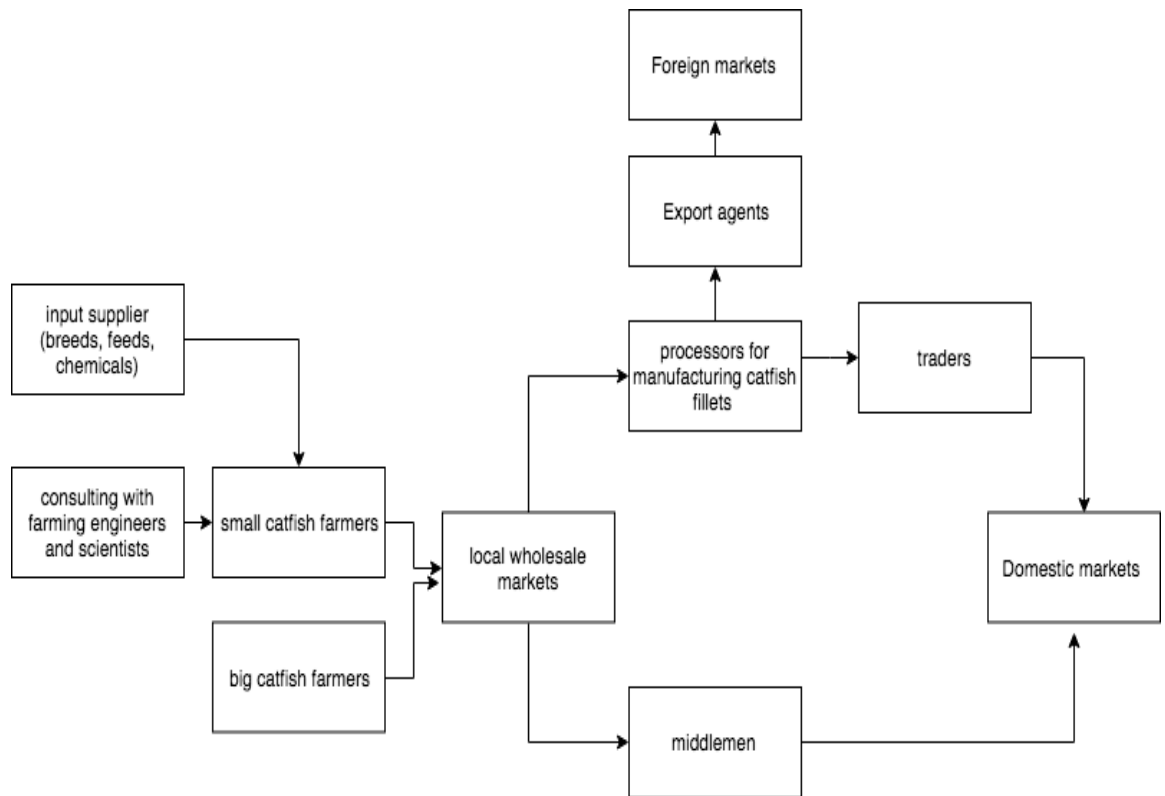 Foreign markets
Export agents
input supplier
(breeds, feeds,
chemicals)
processors for
manufacturing catfish
fillets
traders
consulting with
farming engineers
and scientists
small catfish farmers
local wholesale
markets
Domestic markets
big catfish farmers
middlemen